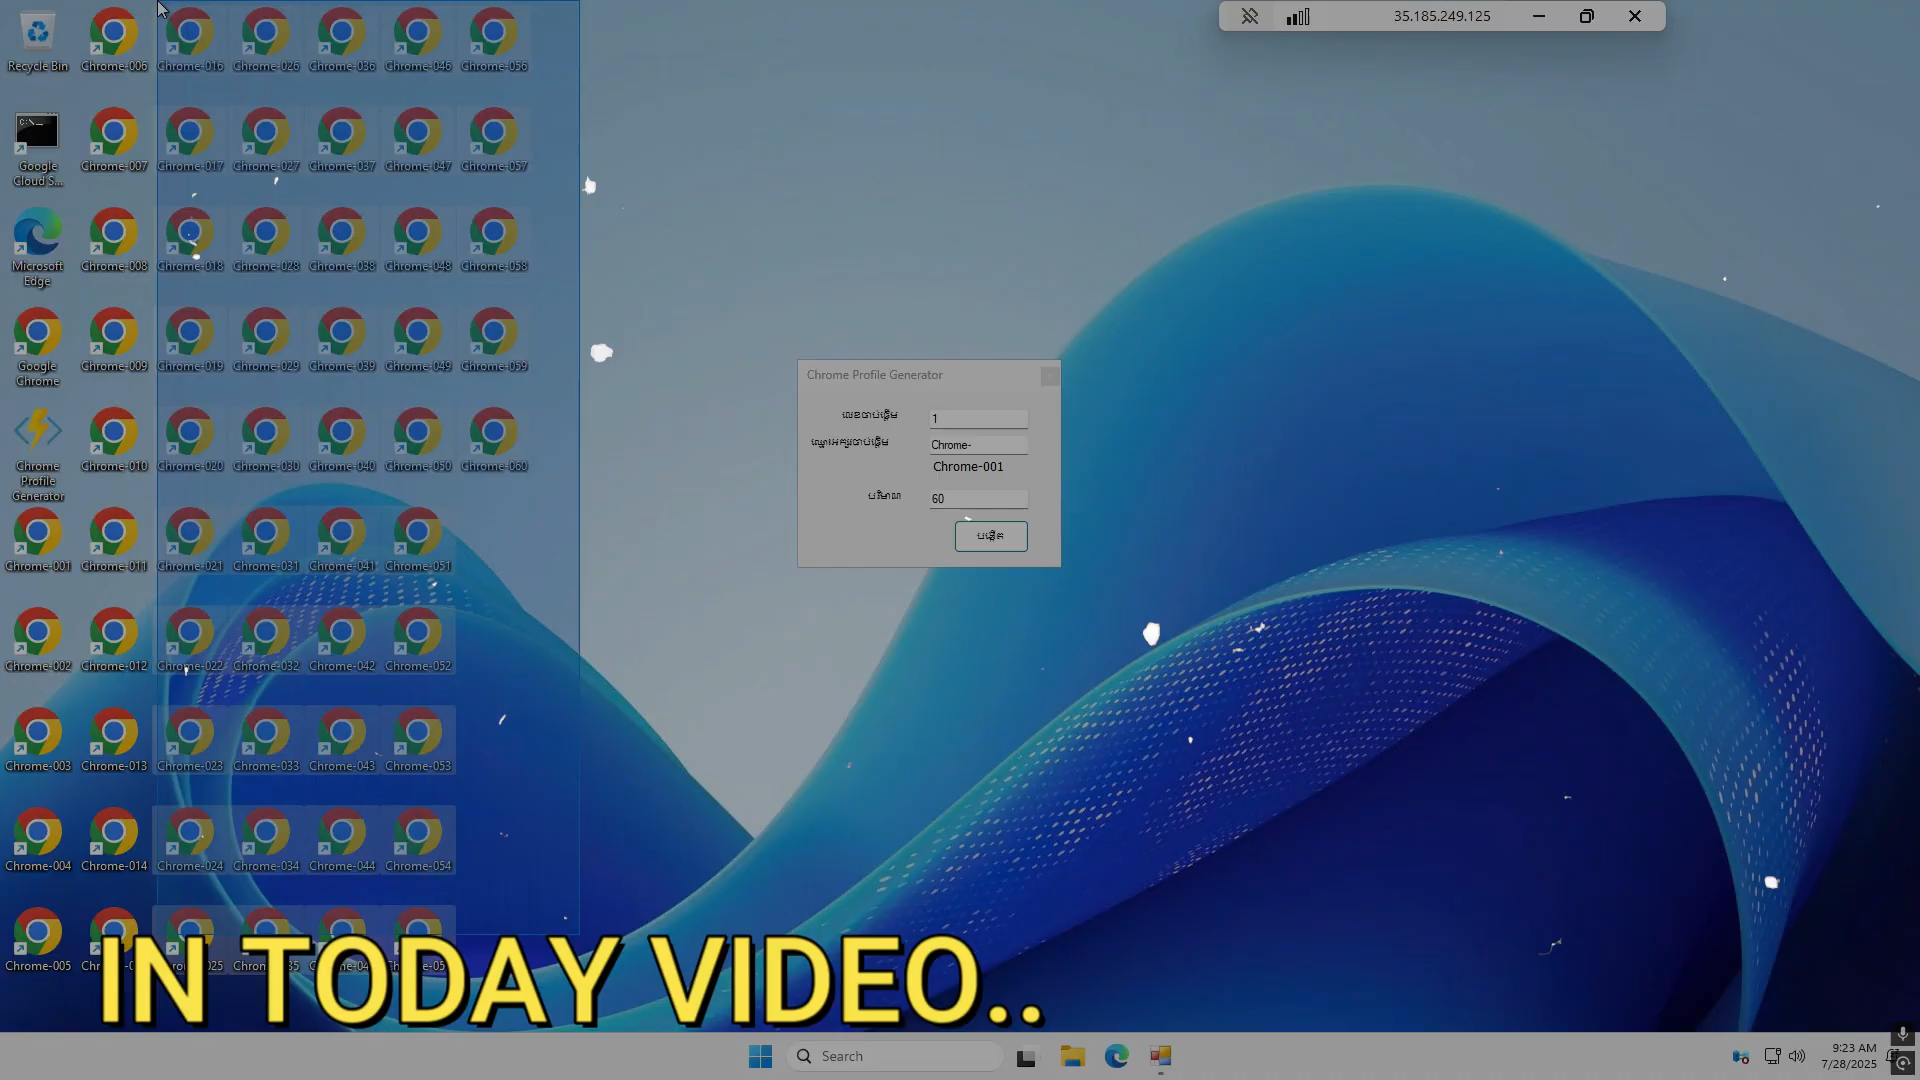 35.185.249.125
Recycle Bin
Chrome-006
Chrome-016
Chrome-026
Chrome-036
Chrome-046
Chrome-056
Google Cloud S...
Chrome-007
Chrome-017
Chrome-027
Chrome-037
Chrome-047
Chrome-057
Microsoft Edge
Chrome-008
Chrome-018
Chrome-028
Chrome-038
Chrome-048
Chrome-058
Google Chrome
Chrome-009
Chrome-019
Chrome-029
Chrome-039
Chrome-049
Chrome-059
Chrome Profile Generator
Chrome-010
Chrome-020
Chrome-030
Chrome-040
Chrome-050
Chrome-060
Chrome-001
Chrome-011
Chrome-021
Chrome-031
Chrome-041
Chrome-051
Chrome-002
Chrome-012
Chrome-022
Chrome-032
Chrome-042
Chrome-052
Chrome-003
Chrome-013
Chrome-023
Chrome-033
Chrome-043
Chrome-053
Chrome-004
Chrome-014
Chrome-024
Chrome-034
Chrome-044
Chrome-054
Chrome-005
Chrome Profile Generator
លេខចាប់ផ្តើម
1
ឈ្មោះអក្សរចាប់ផ្តើម
Chrome-
Chrome-001
បរិមាណ
60
បង្កើត
IN TODAY VIDEO..
Search
9:23 AM
7/28/2025